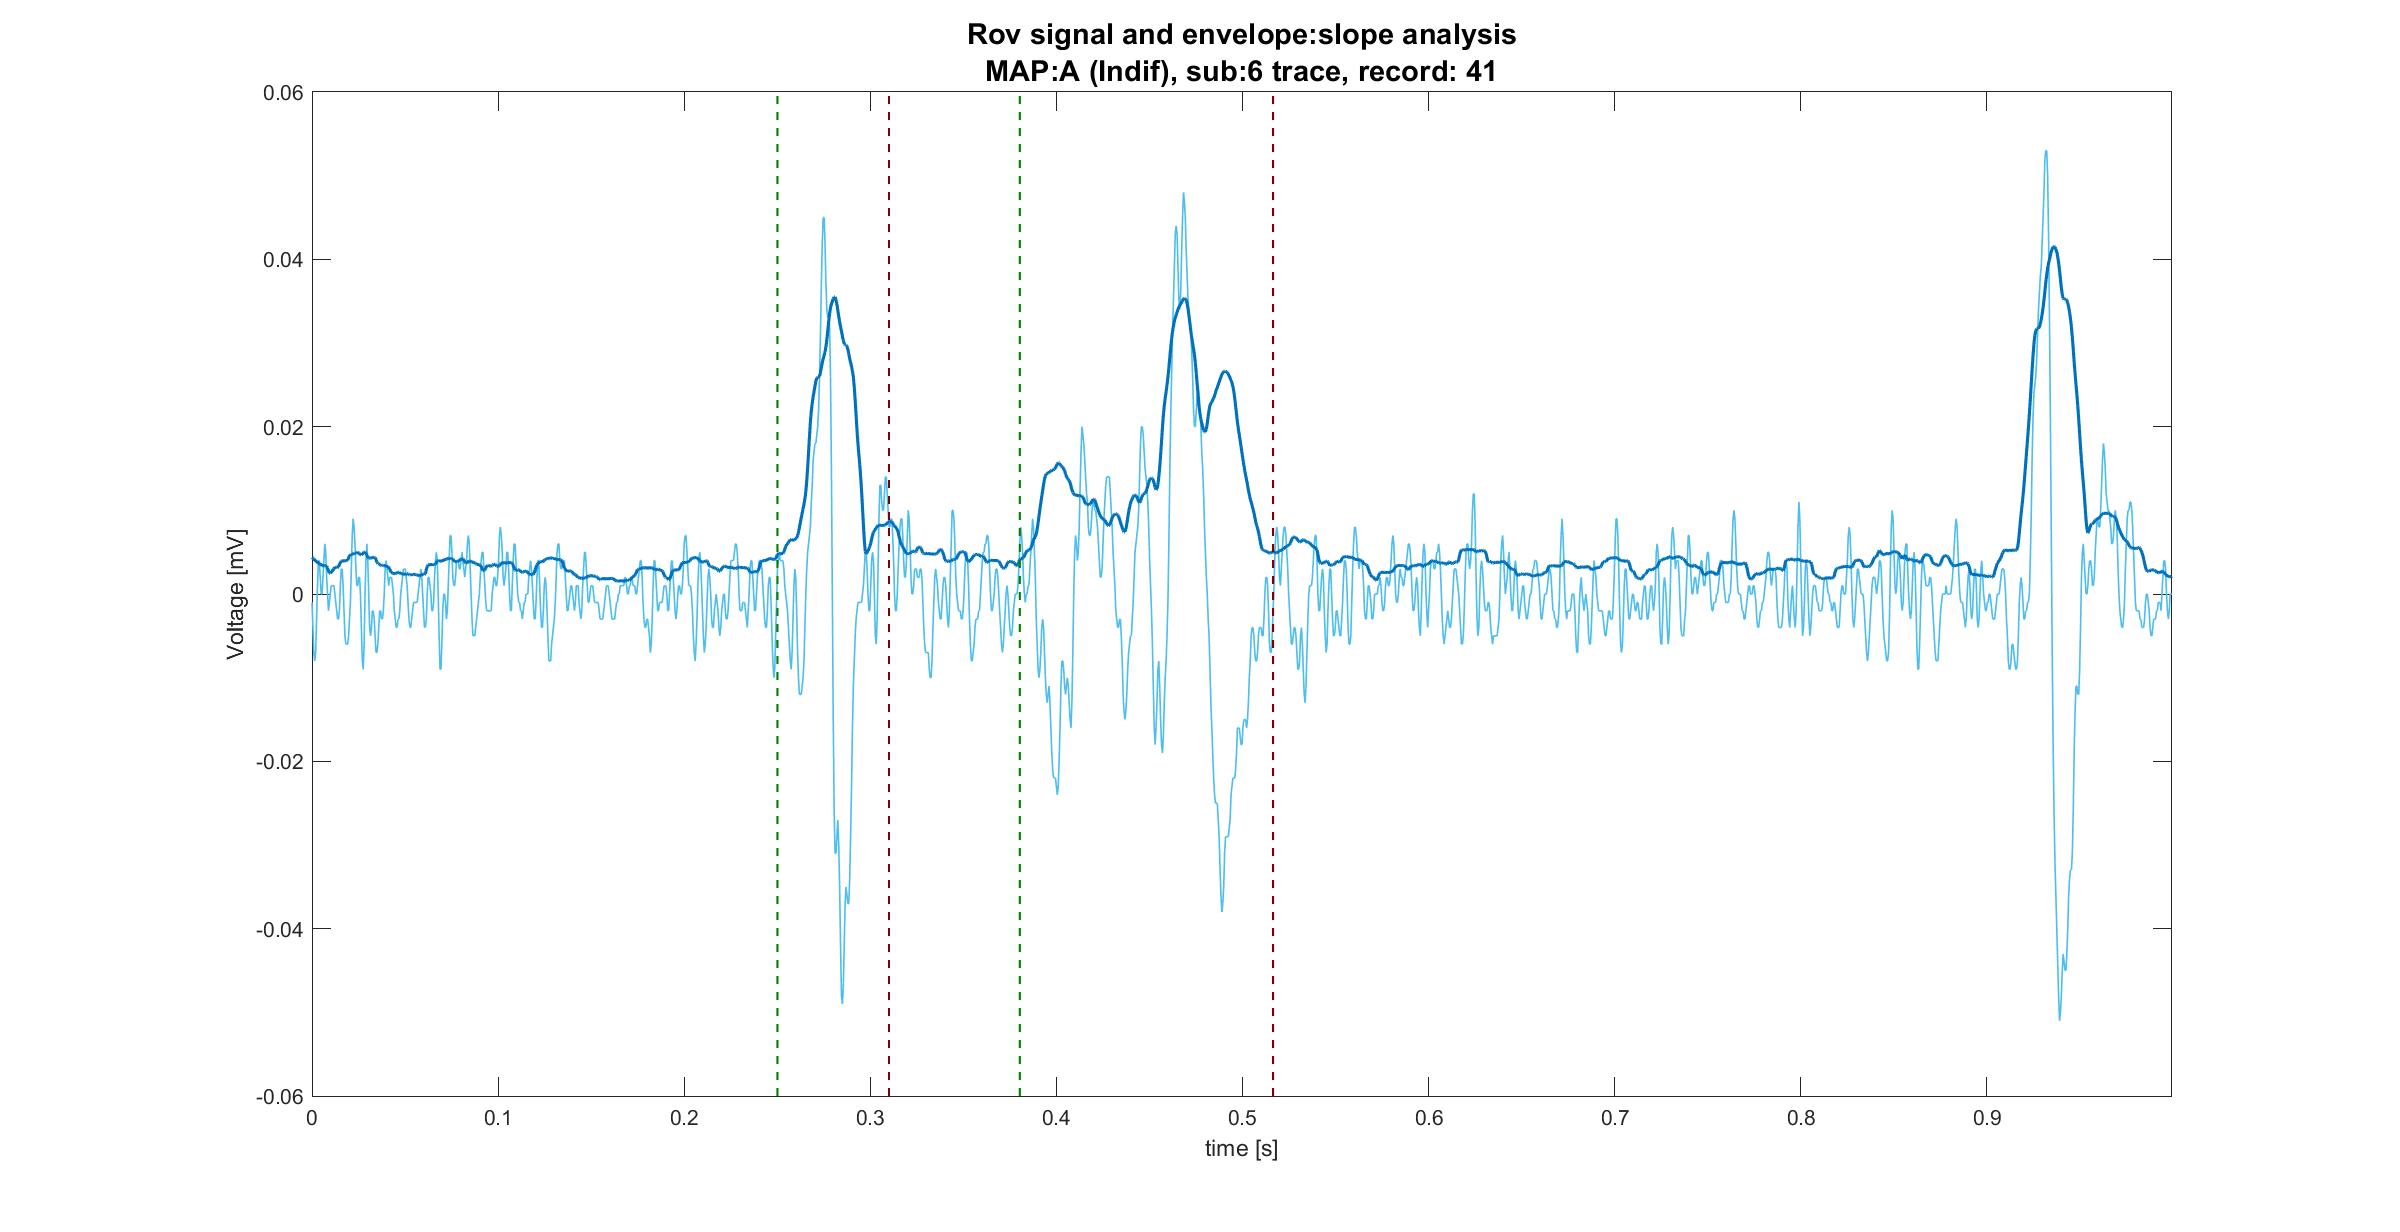 Rov signal and envelope:slope analysis
MAP:A (Indif), sub:6 trace, record: 41
0.06
0.04
0.02
0
-0.02
-0.04
-0.06
Voltage [mV]
0 0.1 0.2 0.3 0.4 0.5 0.6 0.7 0.8 0.9
time [s]